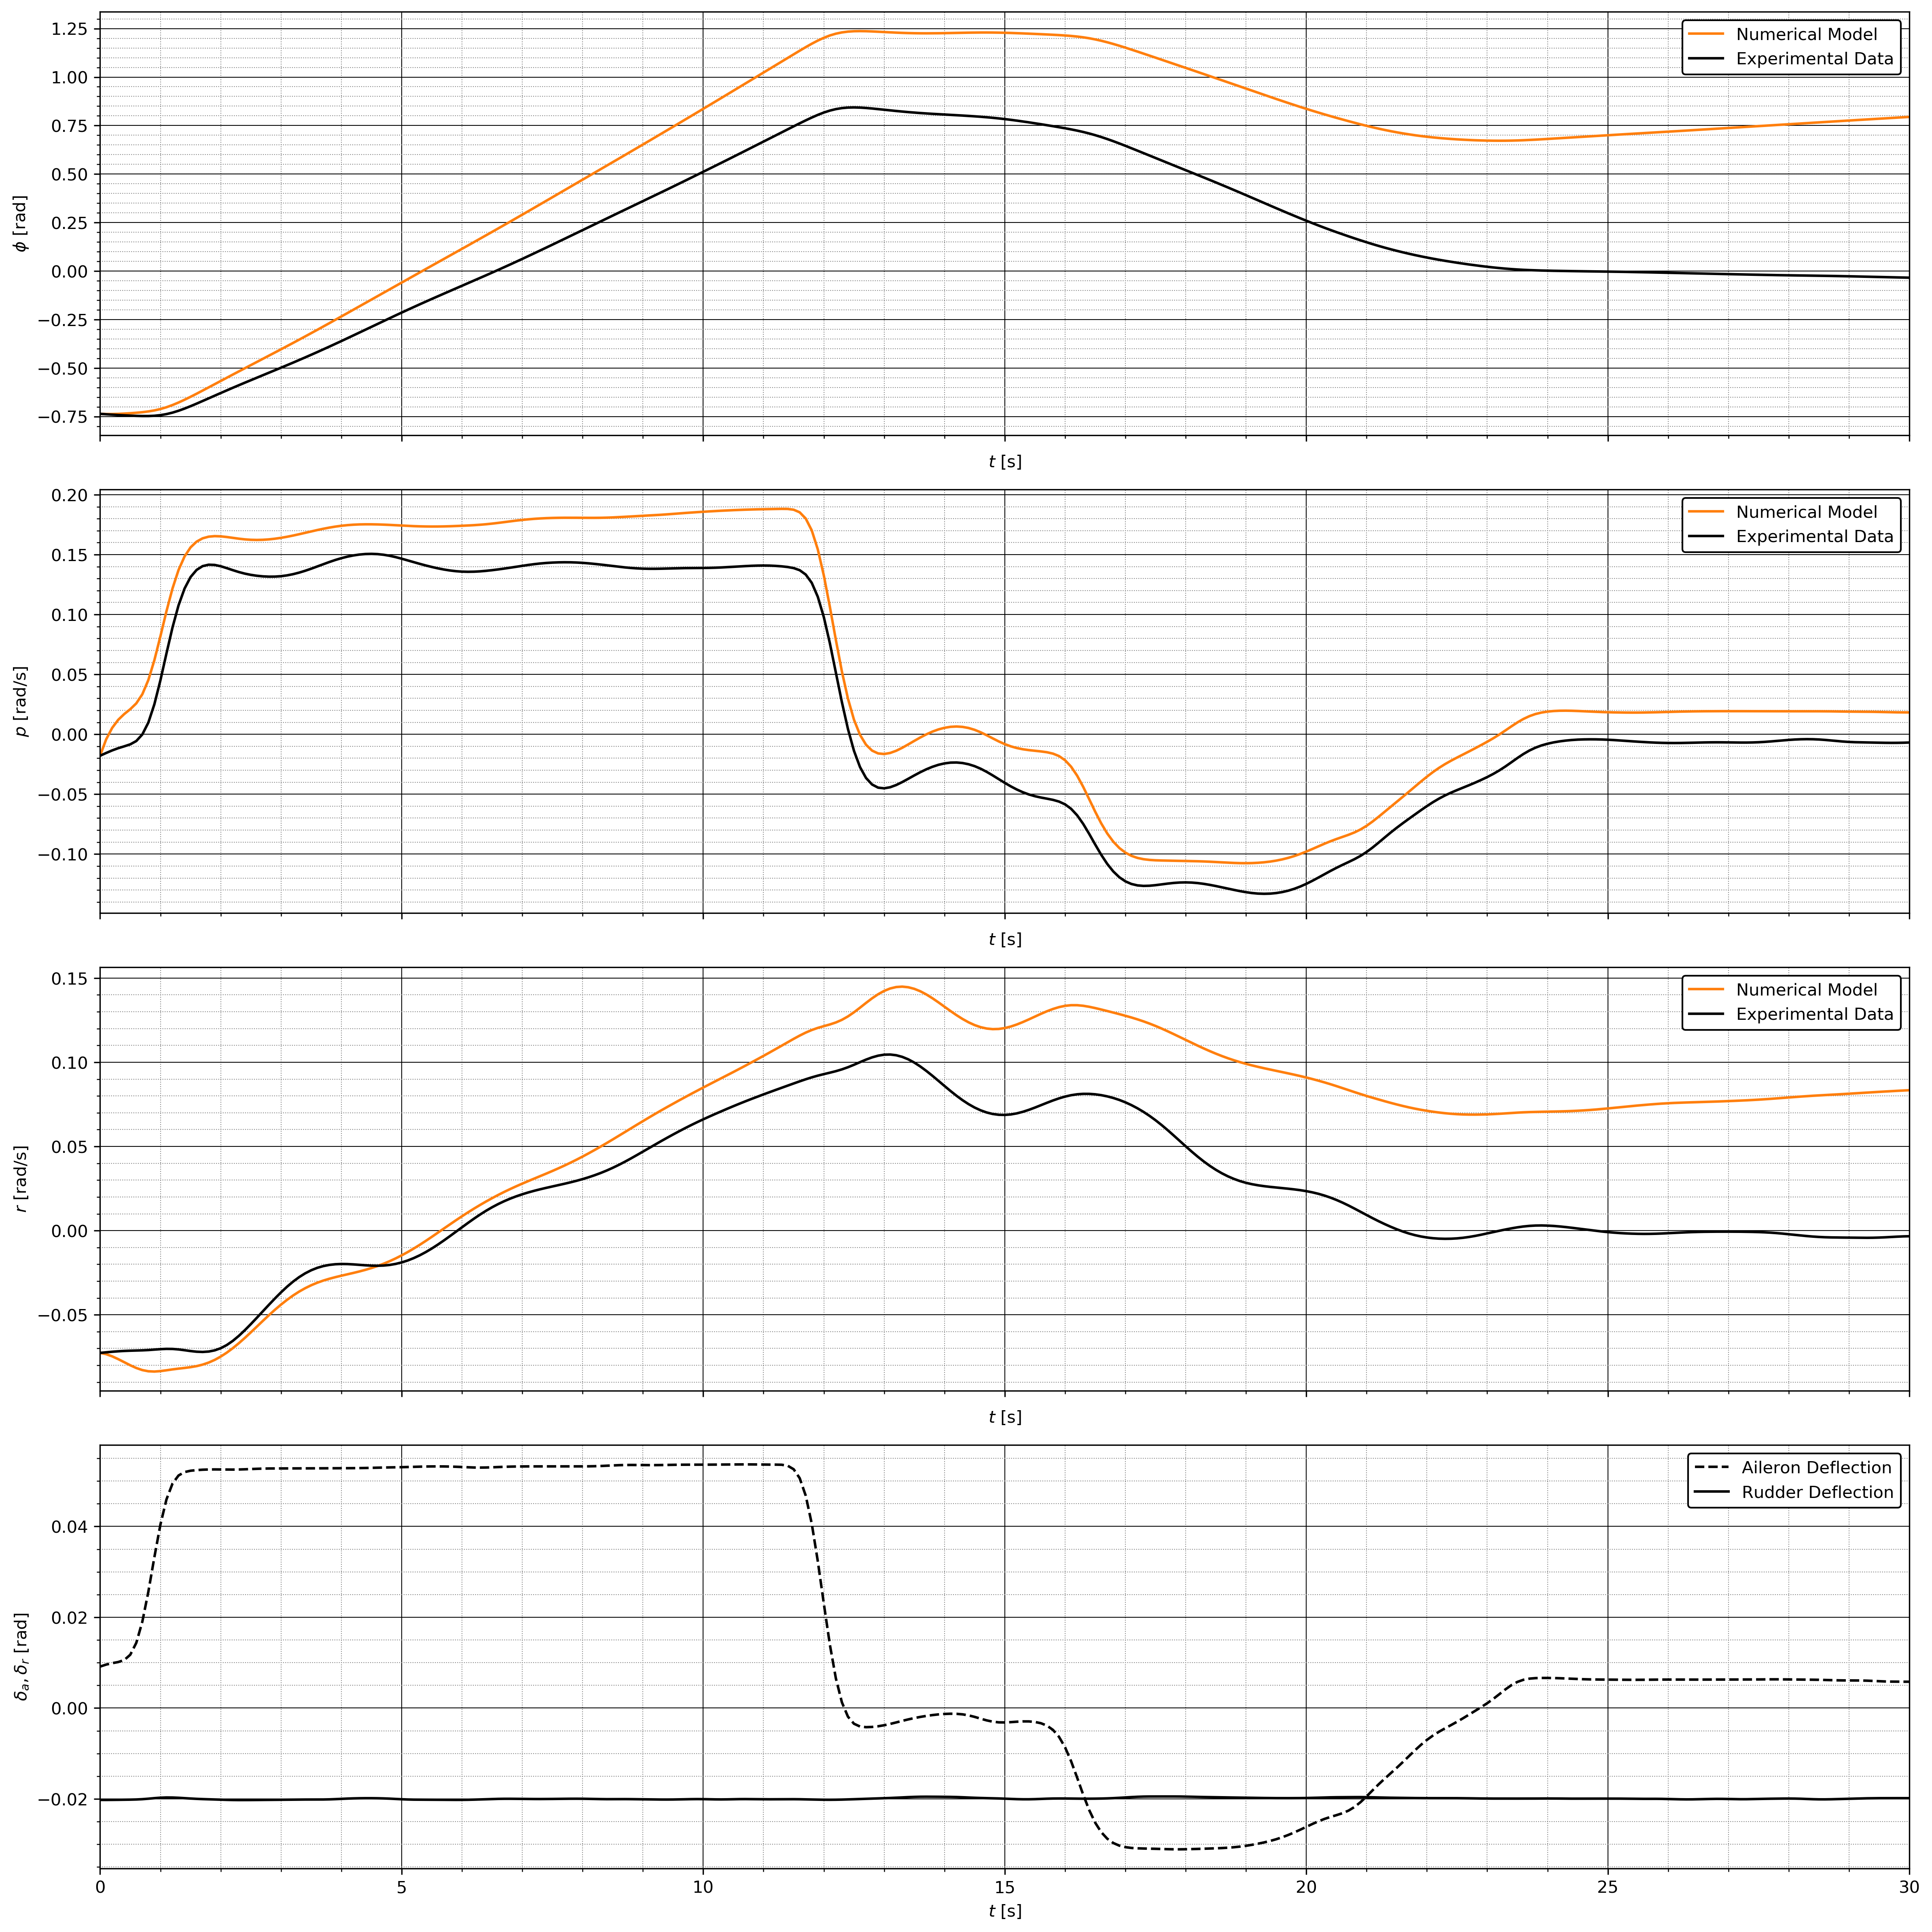 1.25
1.00
0.75
0.50
0.25
0.00
−0.25
−0.50
−0.75
ϕ [rad]
Numerical Model
Experimental Data
t [s]
0.20
0.15
0.10
0.05
0.00
−0.05
−0.10
p [rad/s]
Numerical Model
Experimental Data
t [s]
0.15
0.10
0.05
0.00
−0.05
r [rad/s]
Numerical Model
Experimental Data
t [s]
0.04
0.02
0.00
−0.02
δa, δr [rad]
Aileron Deflection
Rudder Deflection
0 5 10 15 20 25 30
t [s]